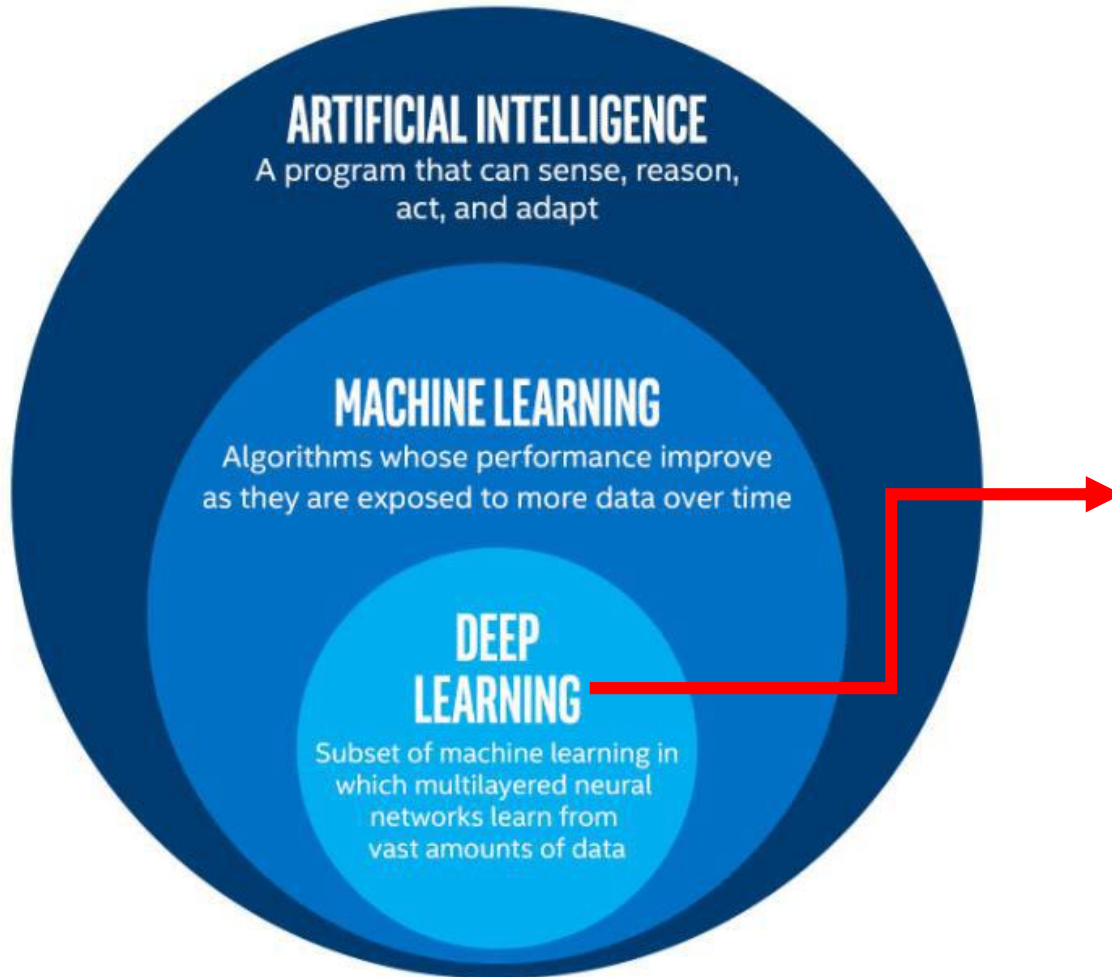 ARTIFICIAL INTELLIGENCE
A program that can sense, reason,
act, and adapt
MACHINE LEARNING
Algorithms whose performance improve
as they are exposed to more data over time
DEEP
LEARNING
Subset of machine learning in
which multilayered neural
networks learn from
vast amounts of data